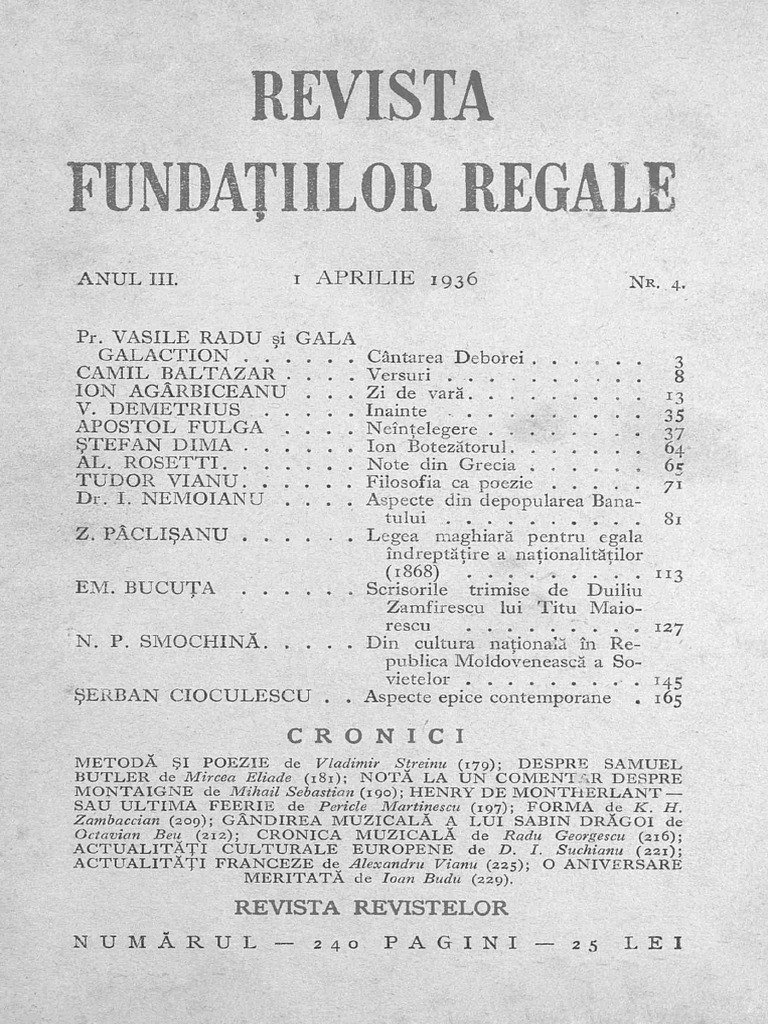 REVISTA
FUNDAȚIILOR REGALE
ANUL III. 1 APRILIE 1936 NR. 4.
Pr. VASILE RADU și GALA
GALACTION . . . . . . Cântarea Deborei . . . . . . 3
CAMIL BALTAZAR . . . . Versuri . . . . . . . . . . 8
ION AGÂRBICEANU . . . Zi de vară. . . . . . . . . 13
V. DEMETRIUS . . . . . Inainte . . . . . . . . . . 35
APOSTOL FULGA . . . . Neînțelegere . . . . . . . . 37
ȘTEFAN DIMA . . . . . . Ion Botezătorul. . . . . . . 64
AL. ROSETTI. . . . . . . Note din Grecia . . . . . . 65
TUDOR VIANU. . . . . . Filosofia ca poezie . . . . . 71
Dr. I. NEMOIANU . . . . Aspecte din depopularea Bana-
tului . . . . . . . . . . 81
Z. PÂCLIȘANU . . . . . . Legea maghiară pentru egala
îndreptățire a naționalităților
(1868) . . . . . . . . . 113
EM. BUCUȚA . . . . . . Scrisorile trimise de Duiliu
Zamfirescu lui Titu Maio-
rescu . . . . . . . . . 127
N. P. SMOCHINĂ. . . . . Din cultura națională în Re-
publica Moldovenească a So-
vietelor . . . . . . . . . 145
ȘERBAN CIOCULESCU . . Aspecte epice contemporane . 165
CRONICI
METODĂ ȘI POEZIE de Vladimir Streinu (179); DESPRE SAMUEL
BUTLER de Mircea Eliade (181); NOTĂ LA UN COMENTAR DESPRE
MONTAIGNE de Mihail Sebastian (190); HENRY DE MONTHERLANT —
SAU ULTIMA FEERIE de Pericle Martinescu (197); FORMA de K. H.
Zambaccian (209); GÂNDIREA MUZICALĂ A LUI SABIN DRĂGOI de
Octavian Beu (212); CRONICA MUZICALĂ de Radu Georgescu (216);
ACTUALITĂȚI CULTURALE EUROPENE de D. I. Suchianu (221);
ACTUALITĂȚI FRANCEZE de Alexandru Vianu (225); O ANIVERSARE
MERITATĂ de Ioan Budu (229).
REVISTA REVISTELOR
NUMĂRUL — 240 PAGINI — 25 LEI